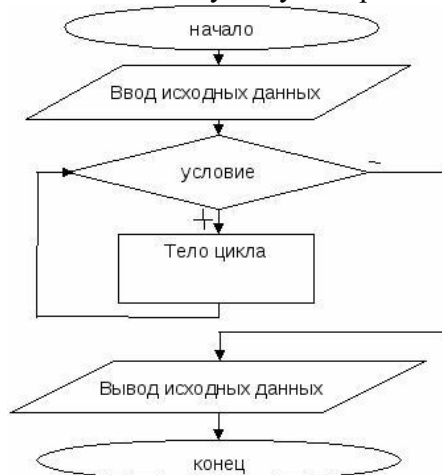 начало
Ввод исходных данных
условие
-
+
Тело цикла
Вывод исходных данных
конец